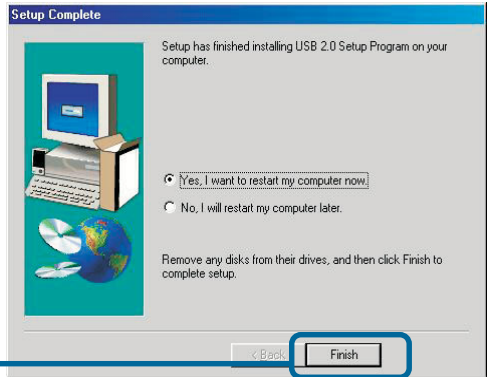 Setup Complete
Setup has finished installing USB 2.0 Setup Program on your
computer.
Yes, I want to restart my computer now.
No, I will restart my computer later.
Remove any disks from their drives, and then click Finish to
complete setup.
< Back
Finish